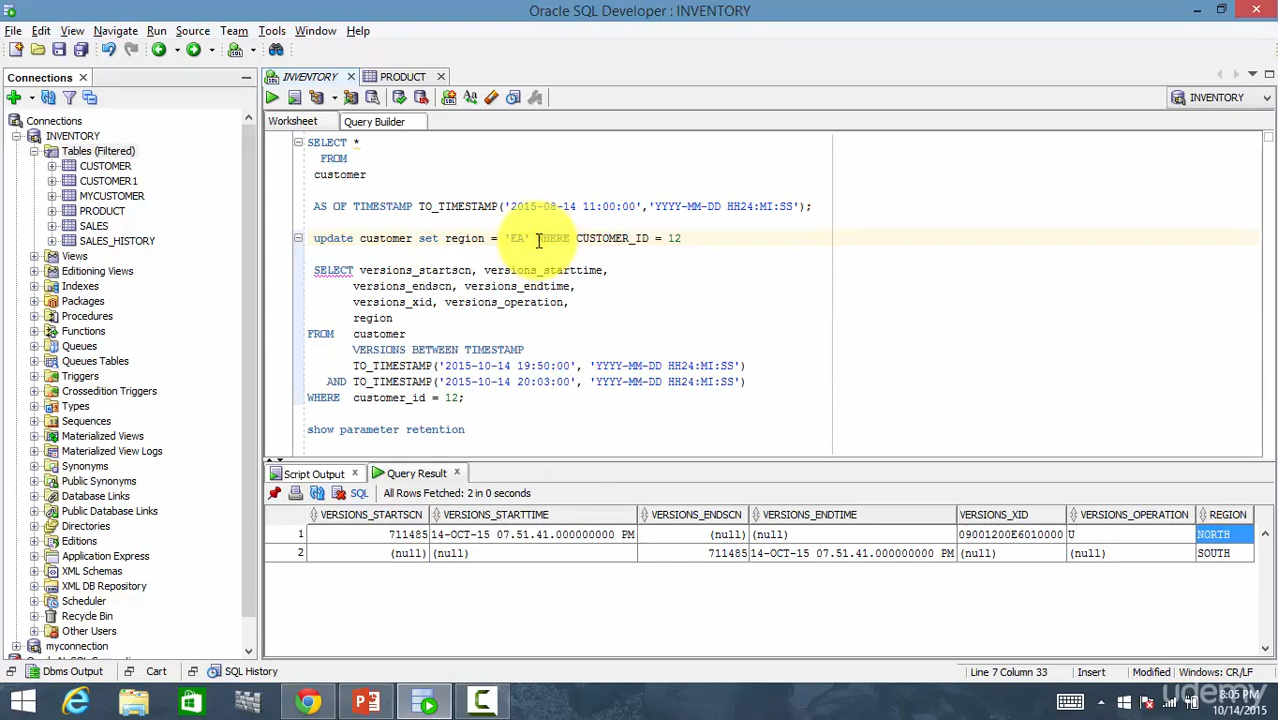 Oracle SQL Developer : INVENTORY
File Edit View Navigate Run Source Team Tools Window Help
Connections
INVENTORY
PRODUCT
INVENTORY
Worksheet
Query Builder
Connections
INVENTORY
Tables (Filtered)
CUSTOMER
CUSTOMER1
MYCUSTOMER
PRODUCT
SALES
SALES_HISTORY
Views
Editioning Views
Indexes
Packages
Procedures
Functions
Queues
Queues Tables
Triggers
Crossedition Triggers
Types
Sequences
Materialized Views
Materialized View Logs
Synonyms
Public Synonyms
Database Links
Public Database Links
Directories
Editions
Application Express
XML Schemas
XML DB Repository
Scheduler
Recycle Bin
Other Users
myconnection
SELECT *
FROM
customer
AS OF TIMESTAMP TO_TIMESTAMP('2015-08-14 11:00:00','YYYY-MM-DD HH24:MI:SS');
update customer set region = 'EA' WHERE CUSTOMER_ID = 12
SELECT versions_startscn, versions_starttime,
versions_endscn, versions_endtime,
versions_xid, versions_operation,
region
FROM customer
VERSIONS BETWEEN TIMESTAMP
TO_TIMESTAMP('2015-10-14 19:50:00', 'YYYY-MM-DD HH24:MI:SS')
AND TO_TIMESTAMP('2015-10-14 20:03:00', 'YYYY-MM-DD HH24:MI:SS')
WHERE customer_id = 12;
show parameter retention
Script Output
Query Result
SQL
All Rows Fetched: 2 in 0 seconds
VERSIONS_STARTSCN VERSIONS_STARTTIME VERSIONS_ENDSCN VERSIONS_ENDTIME VERSIONS_XID VERSIONS_OPERATION REGION
1 711485 14-OCT-15 07.51.41.000000000 PM (null) (null) 09001200E6010000 U NORTH
2 (null) (null) 711485 14-OCT-15 07.51.41.000000000 PM (null) (null) SOUTH
Dbms Output
Cart
SQL History
Line 7 Column 33
Insert
Modified
Windows: CR/LF
udemy
8:05 PM
10/14/2015